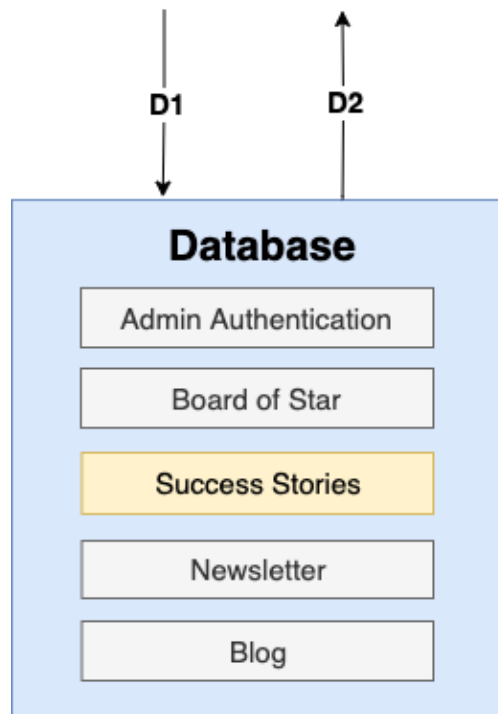 D1
D2
Database
Admin Authentication
Board of Star
Success Stories
Newsletter
Blog